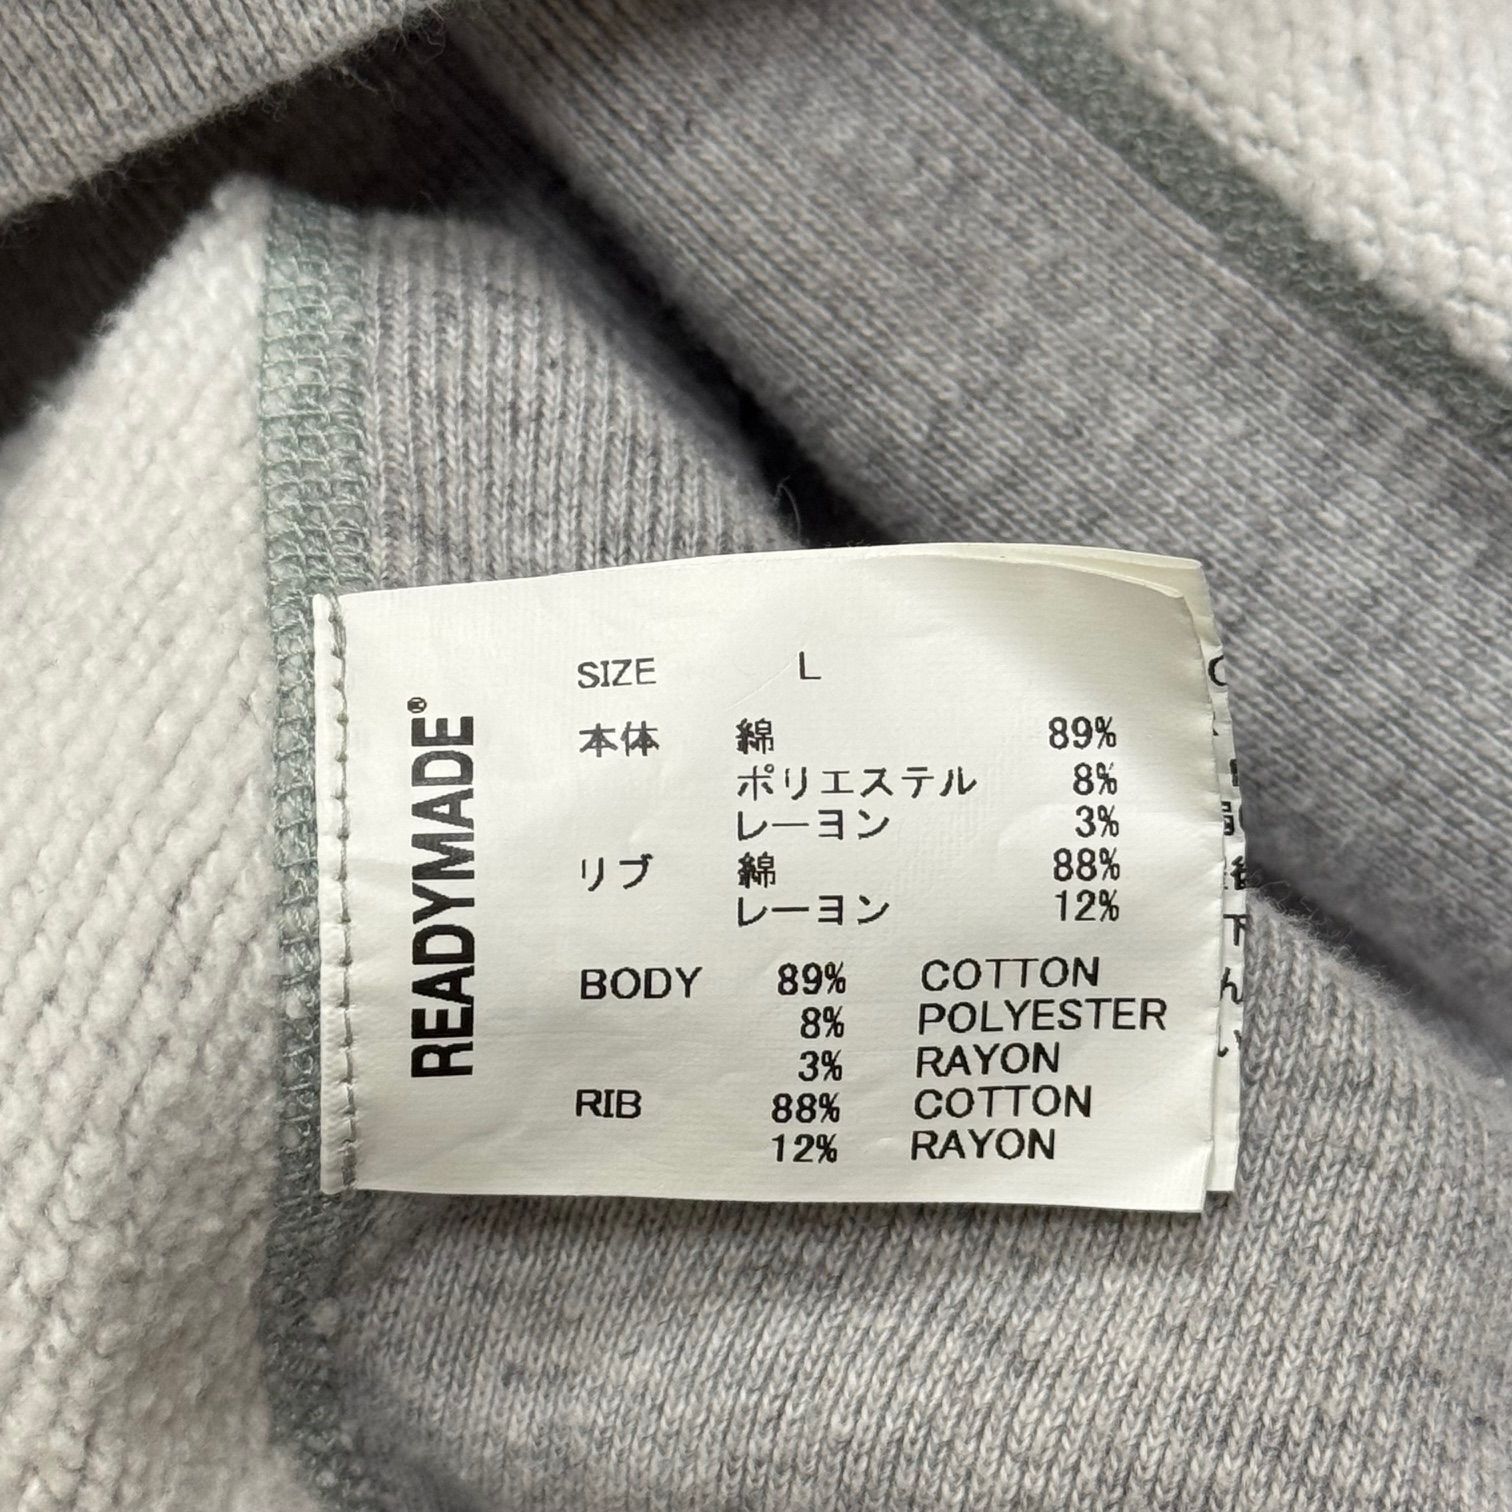 READYMADE®
SIZE L
本体 綿 89%
ポリエステル 8%
レーヨン 3%
リブ 綿 88%
レーヨン 12%
BODY 89% COTTON
8% POLYESTER
3% RAYON
RIB 88% COTTON
12% RAYON